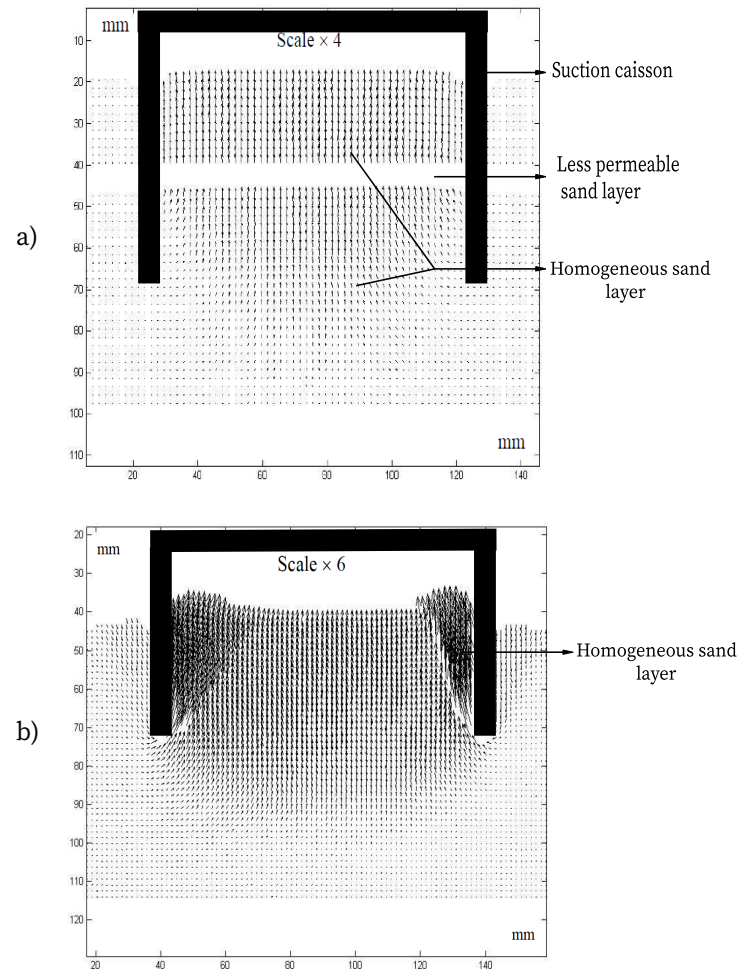 mm
Scale × 4
Suction caisson
Less permeable
sand layer
Homogeneous sand
layer
a)
10
20
30
40
50
60
70
80
90
100
110
mm
20
40
60
80
100
120
140
mm
Scale × 6
Homogeneous sand
layer
b)
20
30
40
50
60
70
80
90
100
110
120
mm
20
40
60
80
100
120
140